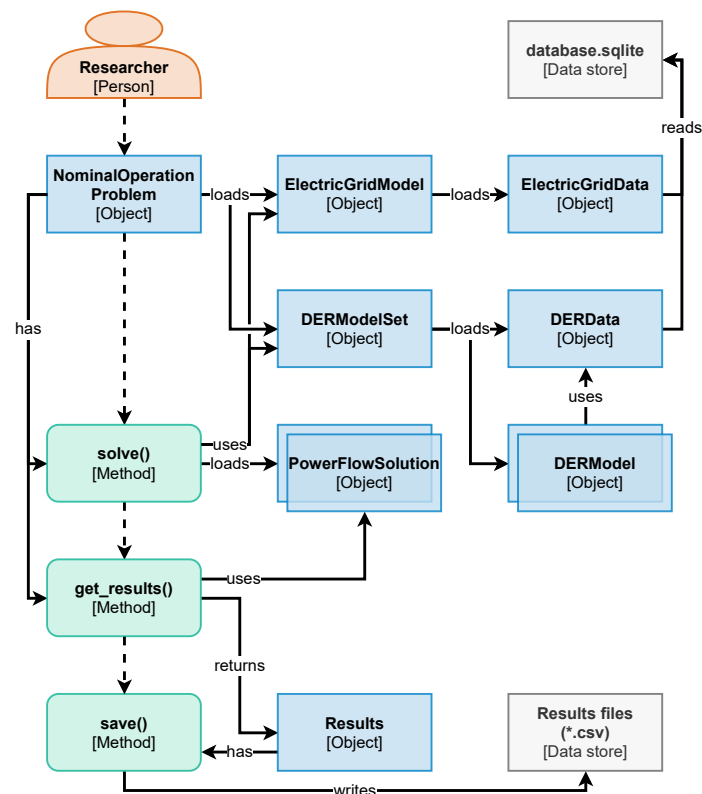 Researcher
[Person]
database.sqlite
[Data store]
reads
NominalOperation
Problem
[Object]
loads
ElectricGridModel
[Object]
loads
ElectricGridData
[Object]
has
DERModelSet
[Object]
loads
DERData
[Object]
uses
solve()
[Method]
uses
loads
PowerFlowSolution
[Object]
DERModel
[Object]
get_results()
[Method]
uses
returns
save()
[Method]
has
Results
[Object]
Results files
(*.csv)
[Data store]
writes